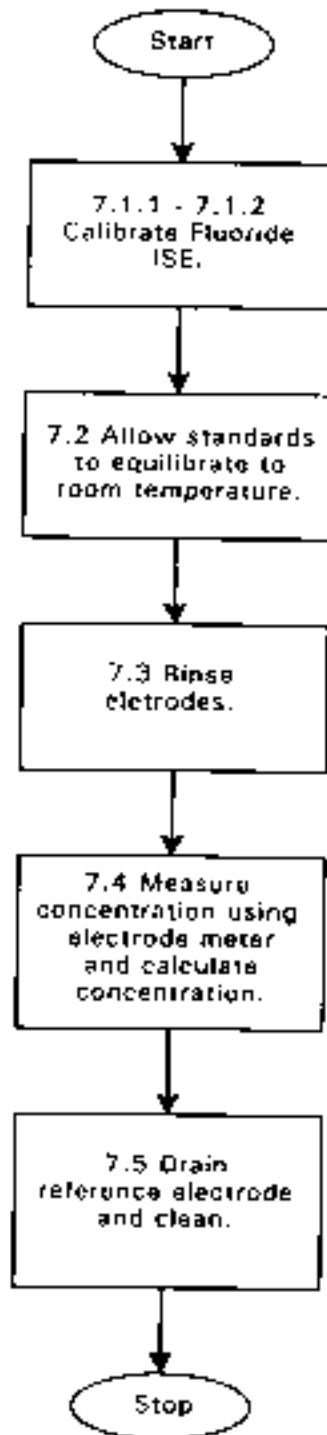 Start
7.1.1 - 7.1.2
Calibrate Fluoride
ISE.
7.2 Allow standards
to equilibrate to
room temperature.
7.3 Rinse
eletrodes.
7.4 Measure
concentration using
electrode meter
and calculate
concentration.
7.5 Drain
reference electrode
and clean.
Stop